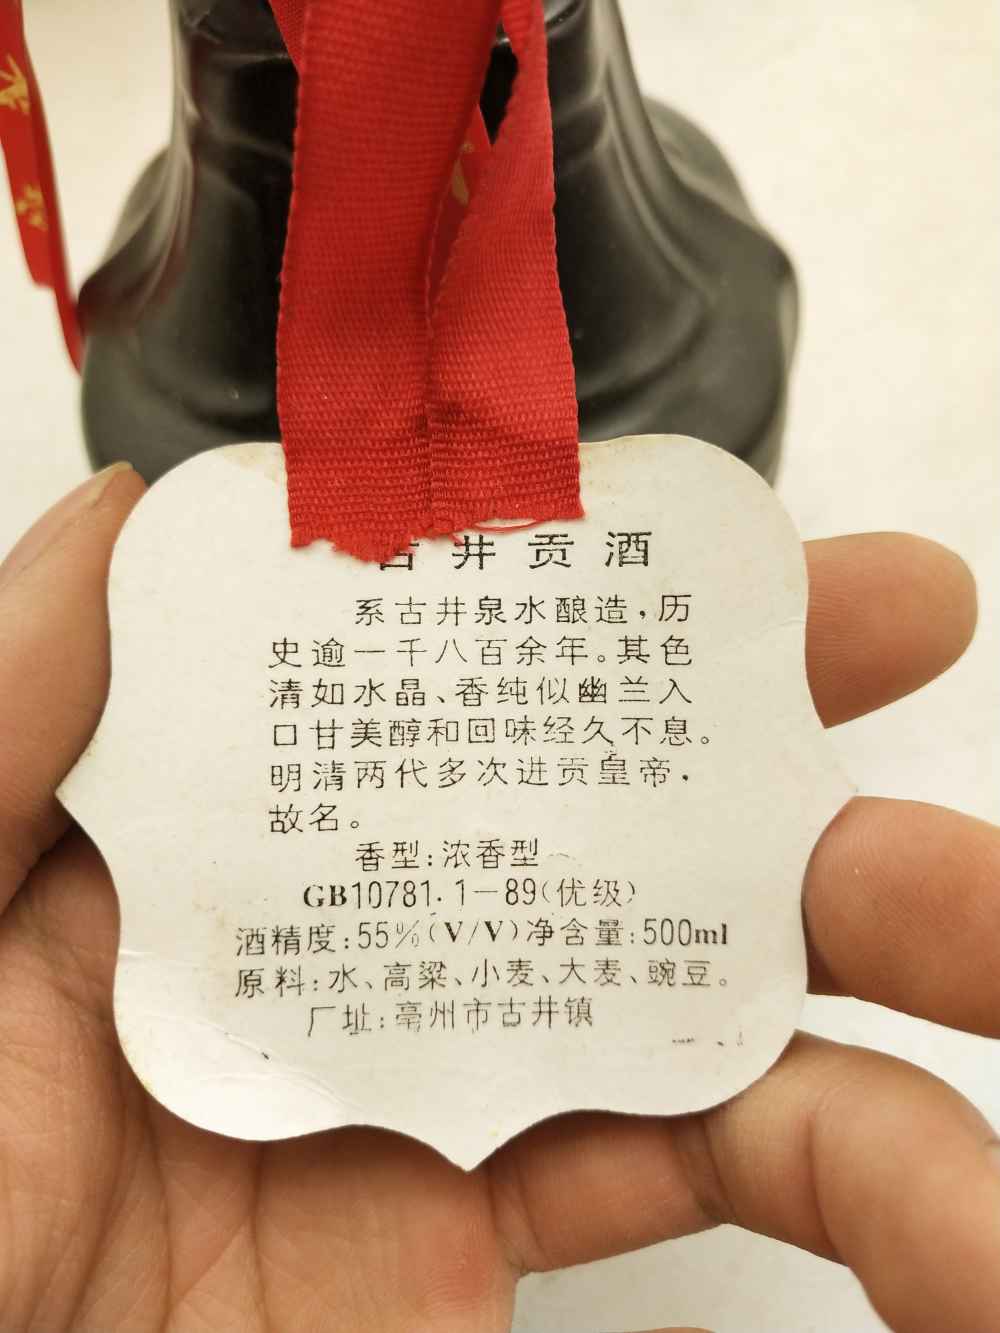 古井贡酒
系古井泉水酿造，历
史逾一千八百余年。其色
清如水晶、香纯似幽兰入
口甘美醇和回味经久不息。
明清两代多次进贡皇帝，
故名。
香型：浓香型
GB10781.1—89（优级）
酒精度：55%（V/V）净含量：500ml
原料：水、高粱、小麦、大麦、豌豆。
厂址：亳州市古井镇